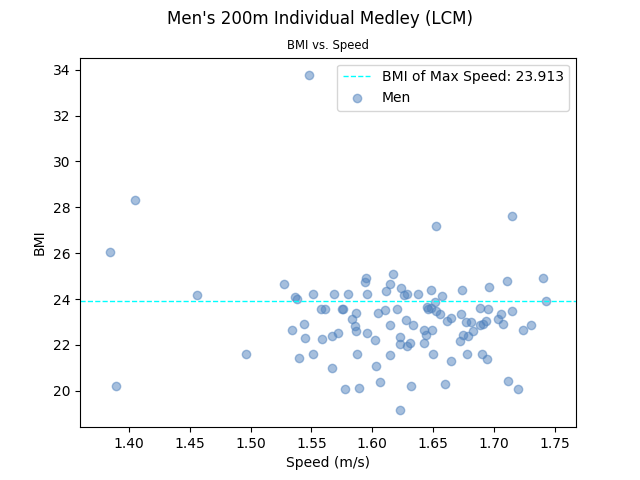 Men's 200m Individual Medley (LCM)
BMI vs. Speed
BMI of Max Speed: 23.913
Men
34
32
30
28
26
24
22
20
BMI
1.40 1.45 1.50 1.55 1.60 1.65 1.70 1.75
Speed (m/s)